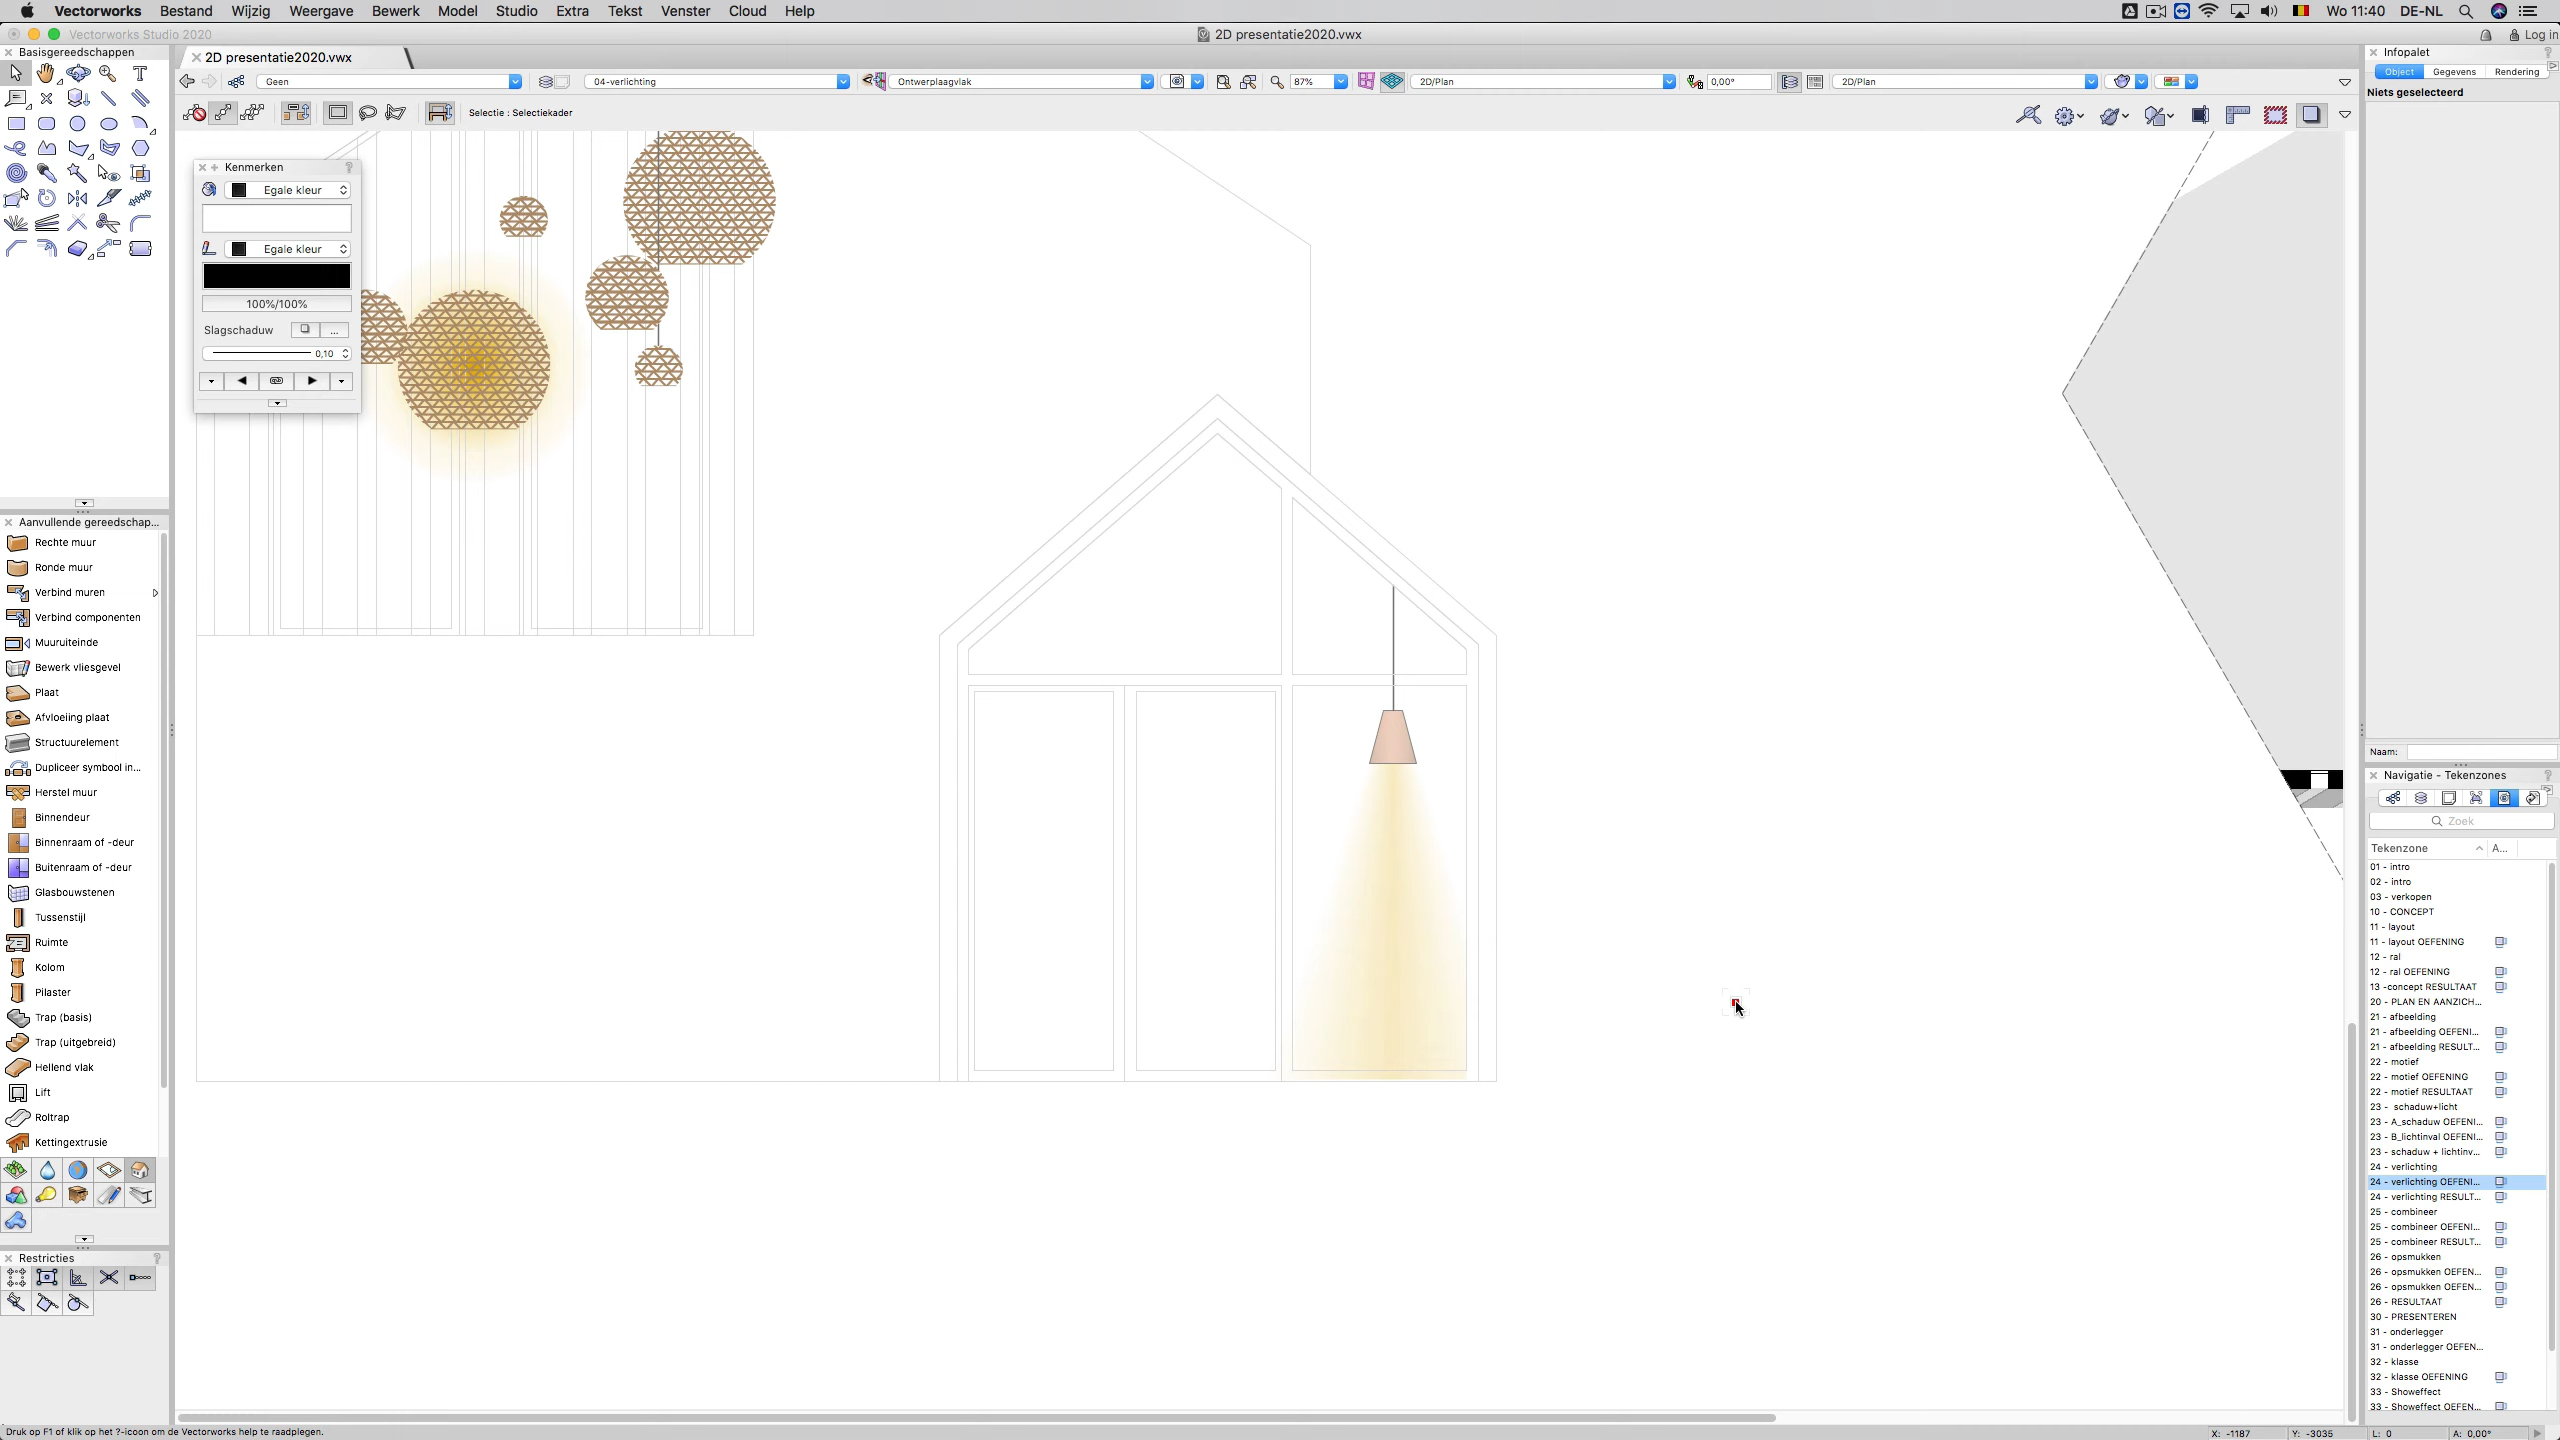 Vectorworks Bestand Wijzig Weergave Bewerk Model Studio Extra Tekst Venster Cloud Help
Wo 11:40 DE-NL
Vectorworks Studio 2020
2D presentatie2020.vwx
Log in
Basisgereedschappen
2D presentatie2020.vwx
Infopalet
Geen
04-verlichting
Ontwerplaagvlak
87%
2D/Plan
0,00°
2D/Plan
Object Gegevens Rendering
Niets geselecteerd
Selectie : Selectiekader
Kenmerken
Egale kleur
Egale kleur
100%/100%
Slagschaduw
...
0,10
Aanvullende gereedschap...
Rechte muur
Ronde muur
Verbind muren
Verbind componenten
Muuruiteinde
Bewerk vliesgevel
Plaat
Afvloeiing plaat
Structuurelement
Dupliceer symbool in...
Herstel muur
Binnendeur
Binnenraam of -deur
Buitenraam of -deur
Glasbouwstenen
Tussenstijl
Ruimte
Kolom
Pilaster
Trap (basis)
Trap (uitgebreid)
Hellend vlak
Lift
Roltrap
Kettingextrusie
Restricties
Naam:
Navigatie - Tekenzones
Zoek
Tekenzone A...
01 - intro
02 - intro
03 - verkopen
10 - CONCEPT
11 - layout
11 - layout OEFENING
12 - ral
12 - ral OEFENING
13 -concept RESULTAAT
20 - PLAN EN AANZICH...
21 - afbeelding
21 - afbeelding OEFENI...
21 - afbeelding RESULT...
22 - motief
22 - motief OEFENING
22 - motief RESULTAAT
23 - schaduw+licht
23 - A_schaduw OEFENI...
23 - B_lichtinval OEFENI...
23 - schaduw + lichtinv...
24 - verlichting
24 - verlichting OEFENI...
24 - verlichting RESULT...
25 - combineer
25 - combineer OEFENI...
25 - combineer RESULT...
26 - opsmukken
26 - opsmukken OEFEN...
26 - opsmukken OEFEN...
26 - RESULTAAT
30 - PRESENTEREN
31 - onderlegger
31 - onderlegger OEFEN...
32 - klasse
32 - klasse OEFENING
33 - Showeffect
33 - Showeffect OEFEN...
Druk op F1 of klik op het ?-icoon om de Vectorworks help te raadplegen.
X: -1187 Y: -3035 L: 0 A: 0,00°